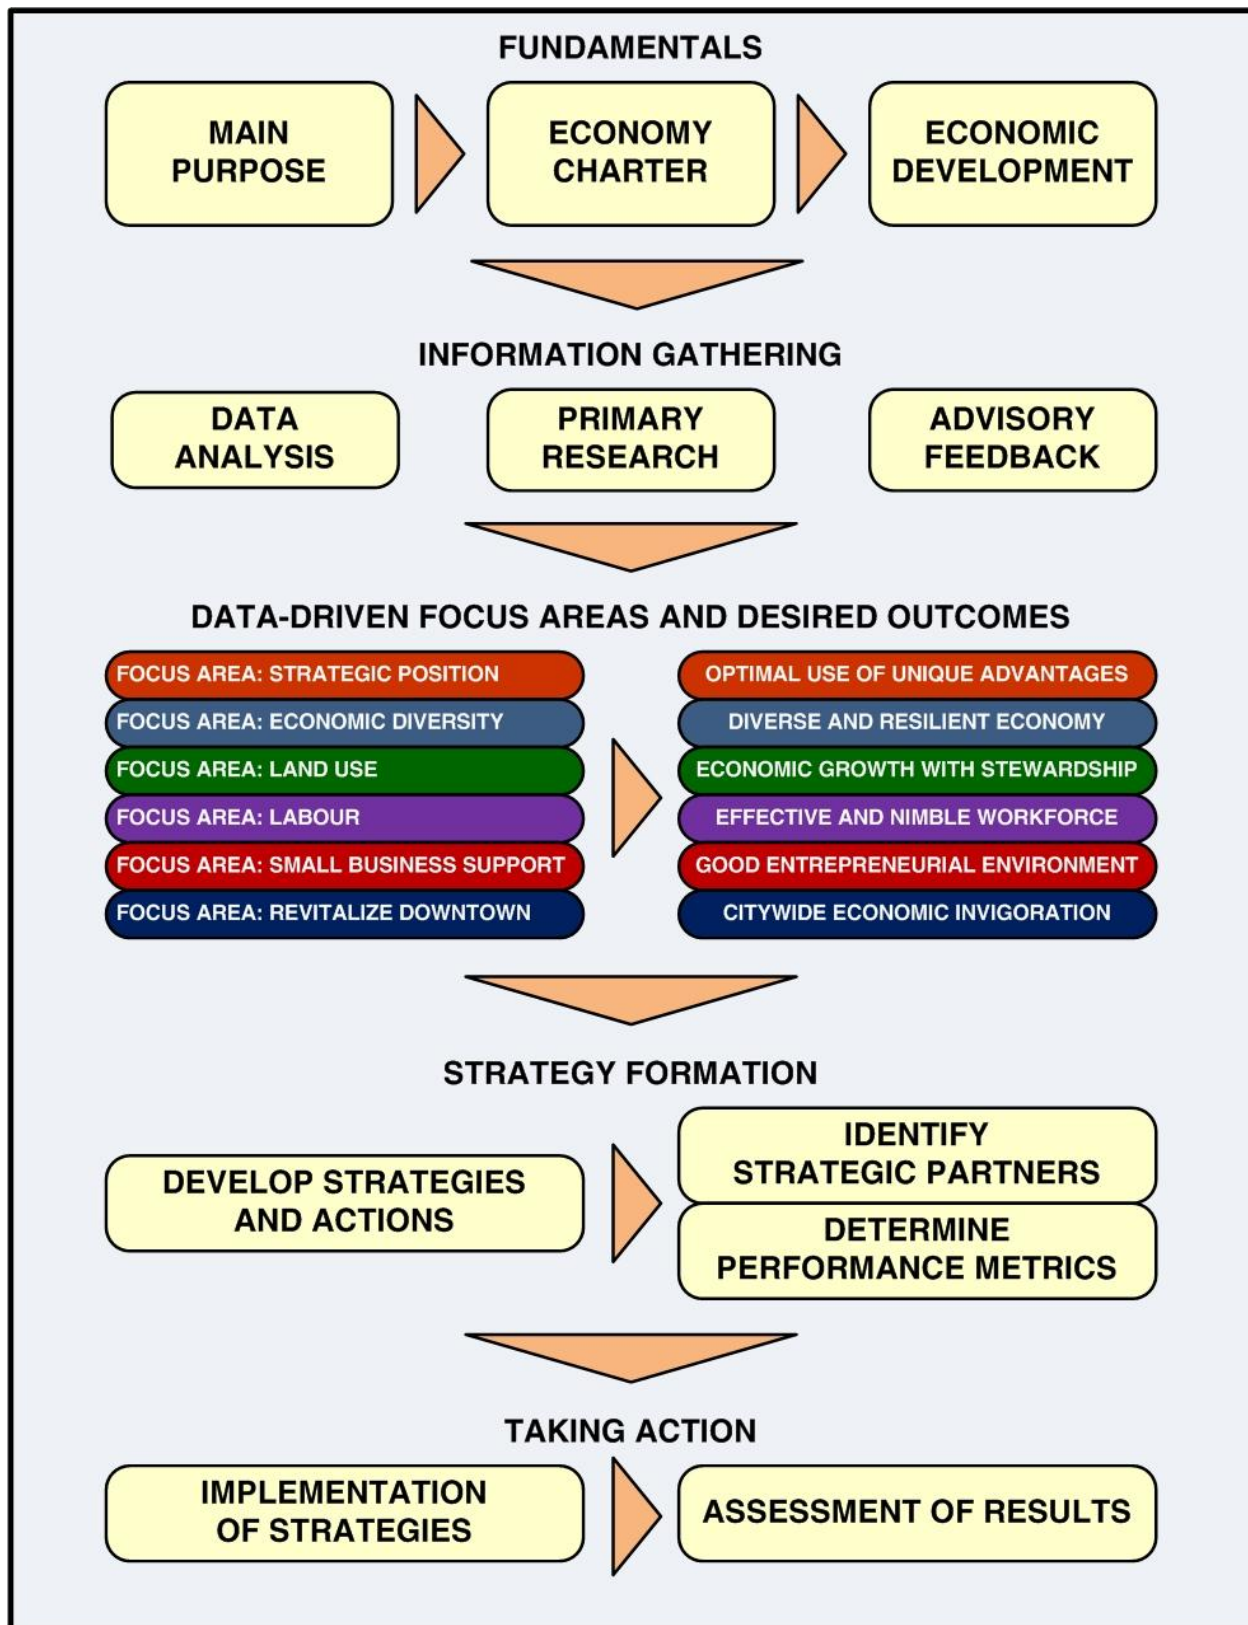 FUNDAMENTALS
MAIN
PURPOSE
ECONOMY
CHARTER
ECONOMIC
DEVELOPMENT
INFORMATION GATHERING
DATA
ANALYSIS
PRIMARY
RESEARCH
ADVISORY
FEEDBACK
DATA-DRIVEN FOCUS AREAS AND DESIRED OUTCOMES
FOCUS AREA: STRATEGIC POSITION
OPTIMAL USE OF UNIQUE ADVANTAGES
FOCUS AREA: ECONOMIC DIVERSITY
DIVERSE AND RESILIENT ECONOMY
FOCUS AREA: LAND USE
ECONOMIC GROWTH WITH STEWARDSHIP
FOCUS AREA: LABOUR
EFFECTIVE AND NIMBLE WORKFORCE
FOCUS AREA: SMALL BUSINESS SUPPORT
GOOD ENTREPRENEURIAL ENVIRONMENT
FOCUS AREA: REVITALIZE DOWNTOWN
CITYWIDE ECONOMIC INVIGORATION
STRATEGY FORMATION
DEVELOP STRATEGIES
AND ACTIONS
IDENTIFY
STRATEGIC PARTNERS
DETERMINE
PERFORMANCE METRICS
TAKING ACTION
IMPLEMENTATION
OF STRATEGIES
ASSESSMENT OF RESULTS